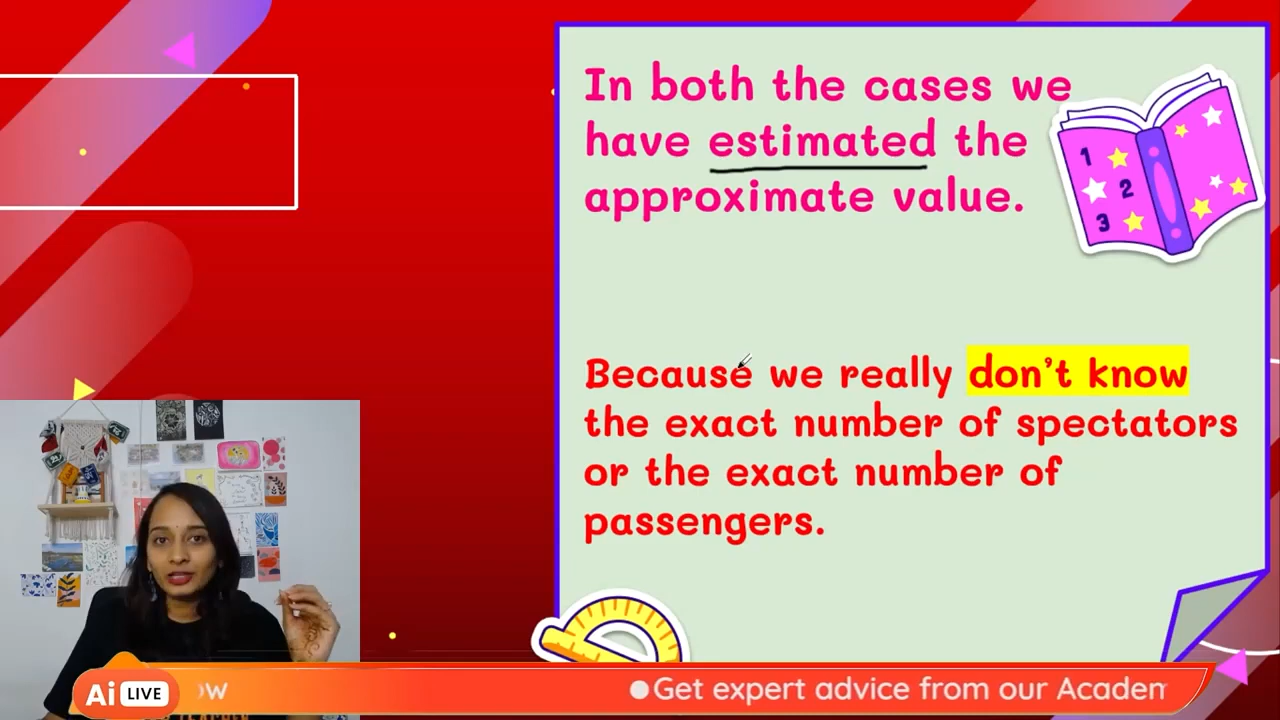 In both the cases we
have estimated the
approximate value.
1
2
3
Because we really don't know
the exact number of spectators
or the exact number of
passengers.
Ai LIVE
ow
Get expert advice from our Academ